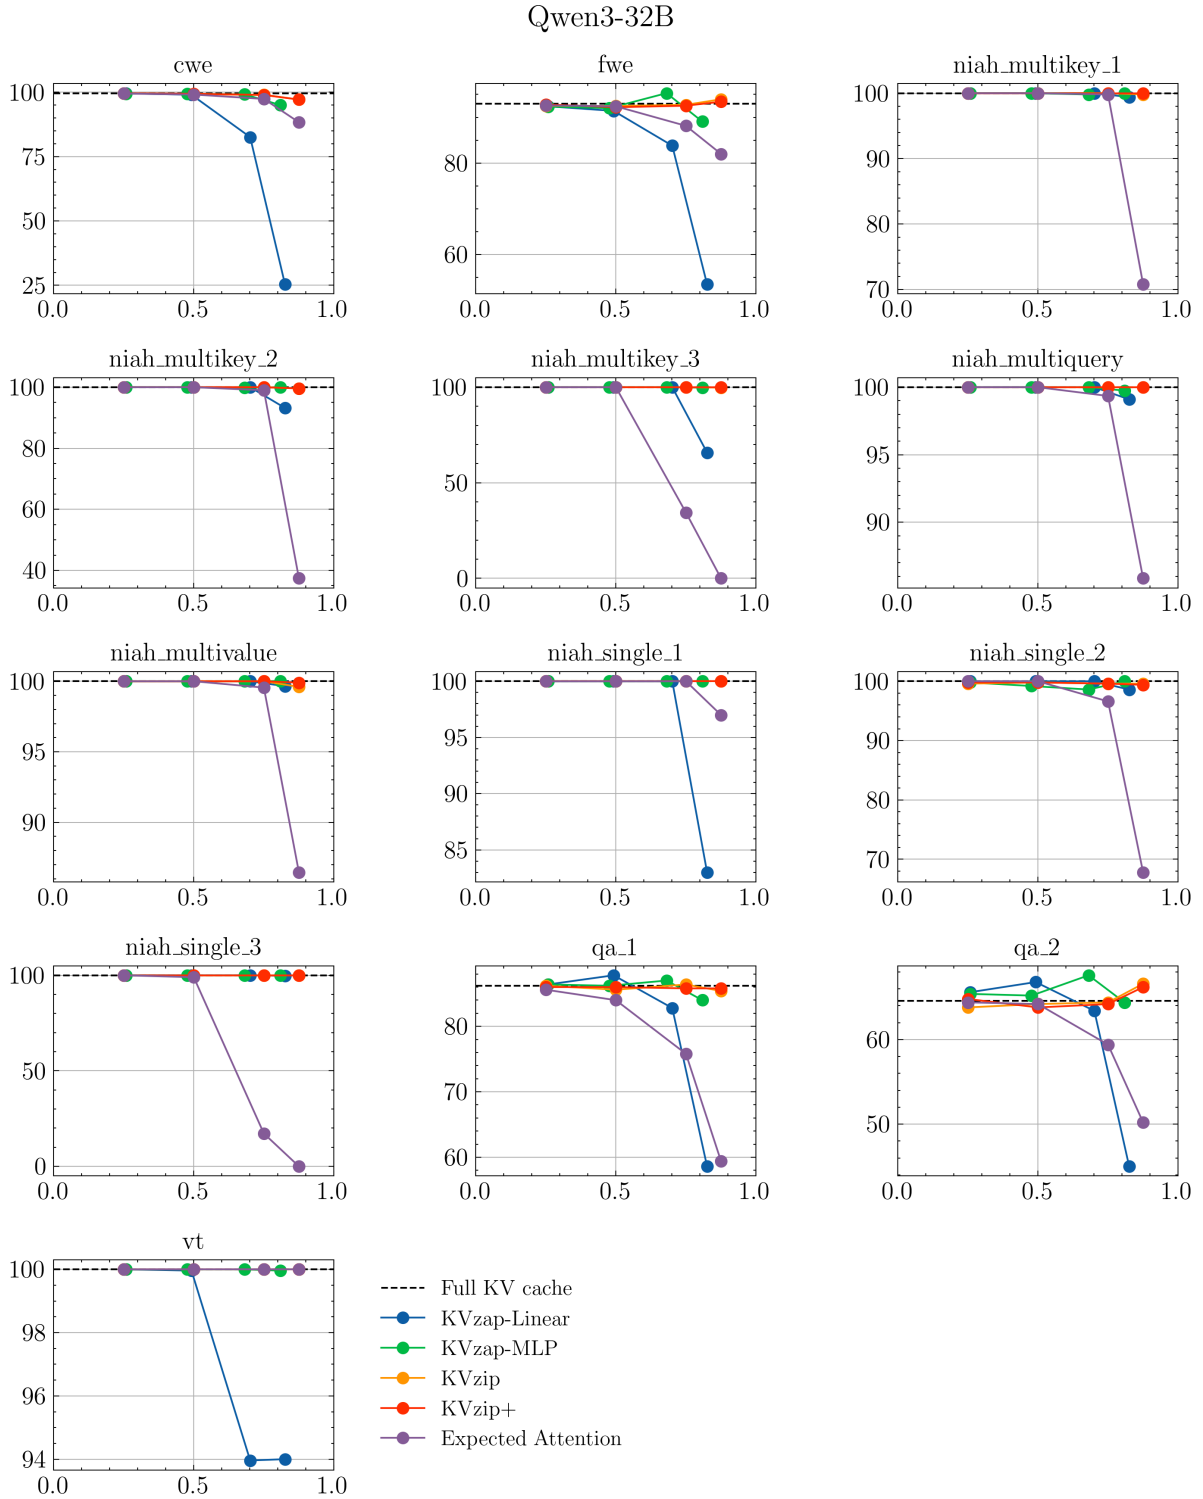 Qwen3-32B
cwe
100
75
50
25
0.0 0.5 1.0
fwe
80
60
0.0 0.5 1.0
niah_multikey_1
100
90
80
70
0.0 0.5 1.0
niah_multikey_2
100
80
60
40
0.0 0.5 1.0
niah_multikey_3
100
50
0
0.0 0.5 1.0
niah_multiquery
100
95
90
0.0 0.5 1.0
niah_multivalue
100
95
90
0.0 0.5 1.0
niah_single_1
100
95
90
85
0.0 0.5 1.0
niah_single_2
100
90
80
70
0.0 0.5 1.0
niah_single_3
100
50
0
0.0 0.5 1.0
qa_1
80
70
60
0.0 0.5 1.0
qa_2
60
50
0.0 0.5 1.0
vt
100
98
96
94
0.0 0.5 1.0
Full KV cache
KVzap-Linear
KVzap-MLP
KVzip
KVzip+
Expected Attention